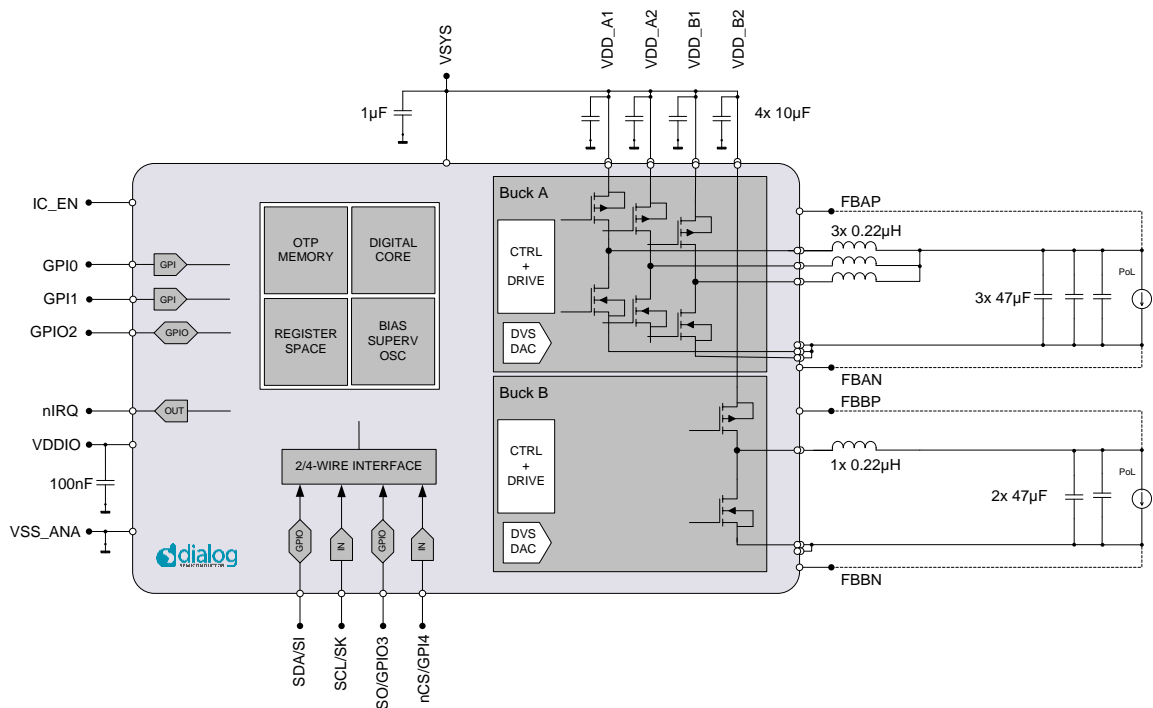 VSYS
VDD_A1
VDD_A2
VDD_B1
VDD_B2
1µF
4x 10µF
IC_EN
GPI0
GPI
GPI1
GPI
GPIO2
GPIO
nIRQ
OUT
VDDIO
100nF
VSS_ANA
OTP
MEMORY
DIGITAL
CORE
REGISTER
SPACE
BIAS
SUPERV
OSC
2/4-WIRE INTERFACE
GPIO
IN
GPIO
IN
SDA/SI
SCL/SK
SO/GPIO3
nCS/GPI4
dialog
SEMICONDUCTOR
Buck A
CTRL
+
DRIVE
DVS
DAC
Buck B
CTRL
+
DRIVE
DVS
DAC
FBAP
3x 0.22µH
3x 47µF
PoL
FBAN
FBBP
1x 0.22µH
2x 47µF
PoL
FBBN